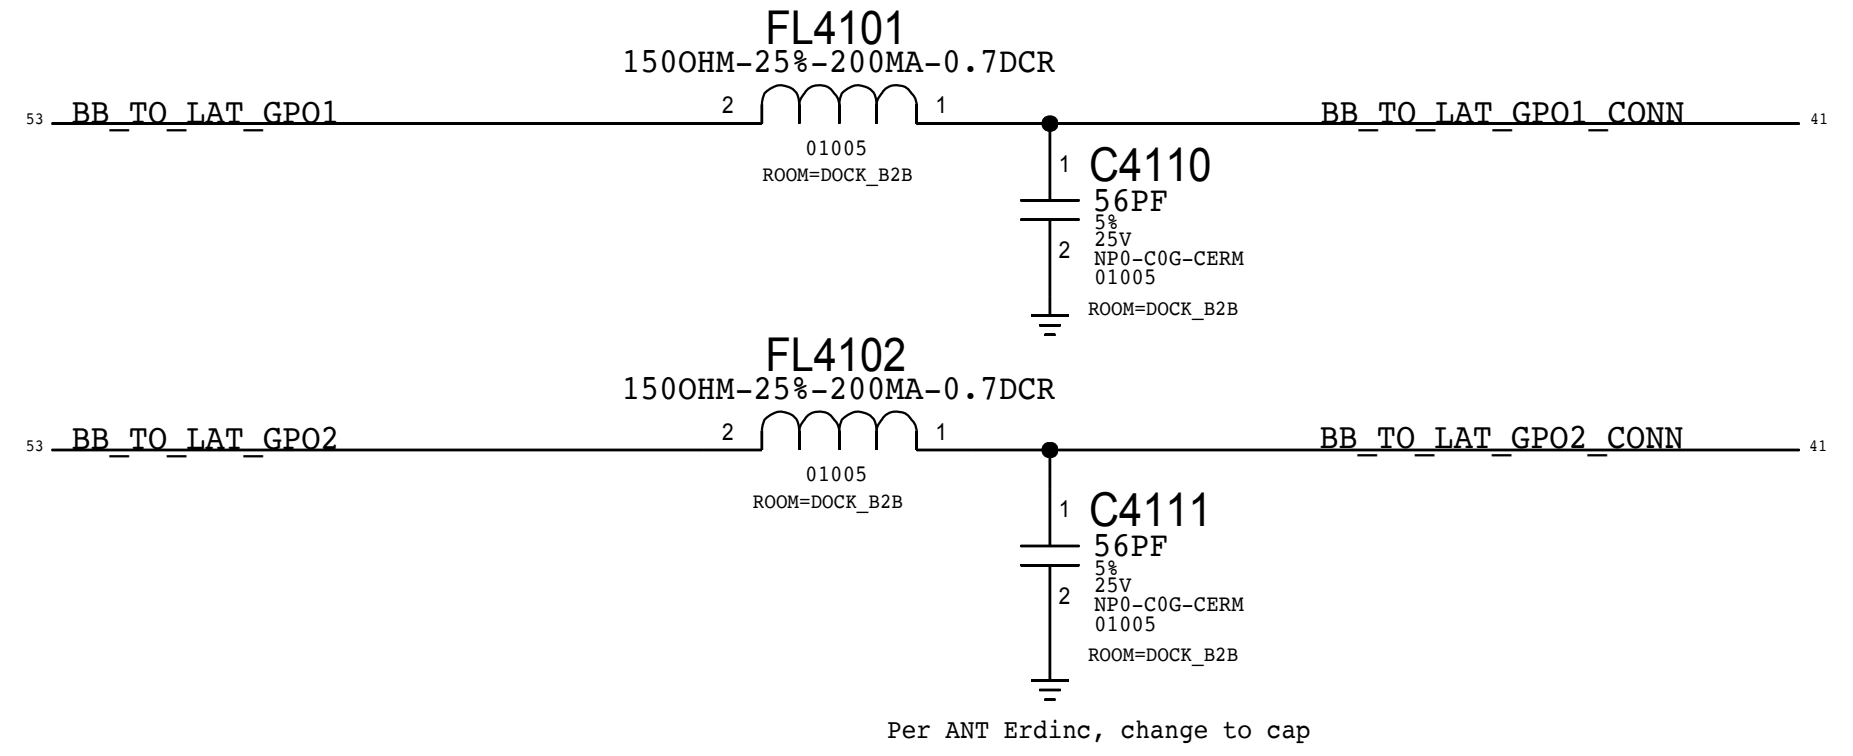 FL4101
150OHM-25%-200MA-0.7DCR
53 BB_TO_LAT_GPO1 2 1 BB_TO_LAT_GPO1_CONN 41
01005
ROOM=DOCK_B2B
1 C4110
56PF
5%
25V
2 NP0-C0G-CERM
01005
ROOM=DOCK_B2B
FL4102
150OHM-25%-200MA-0.7DCR
53 BB_TO_LAT_GPO2 2 1 BB_TO_LAT_GPO2_CONN 41
01005
ROOM=DOCK_B2B
1 C4111
56PF
5%
25V
2 NP0-C0G-CERM
01005
ROOM=DOCK_B2B
Per ANT Erdinc, change to cap